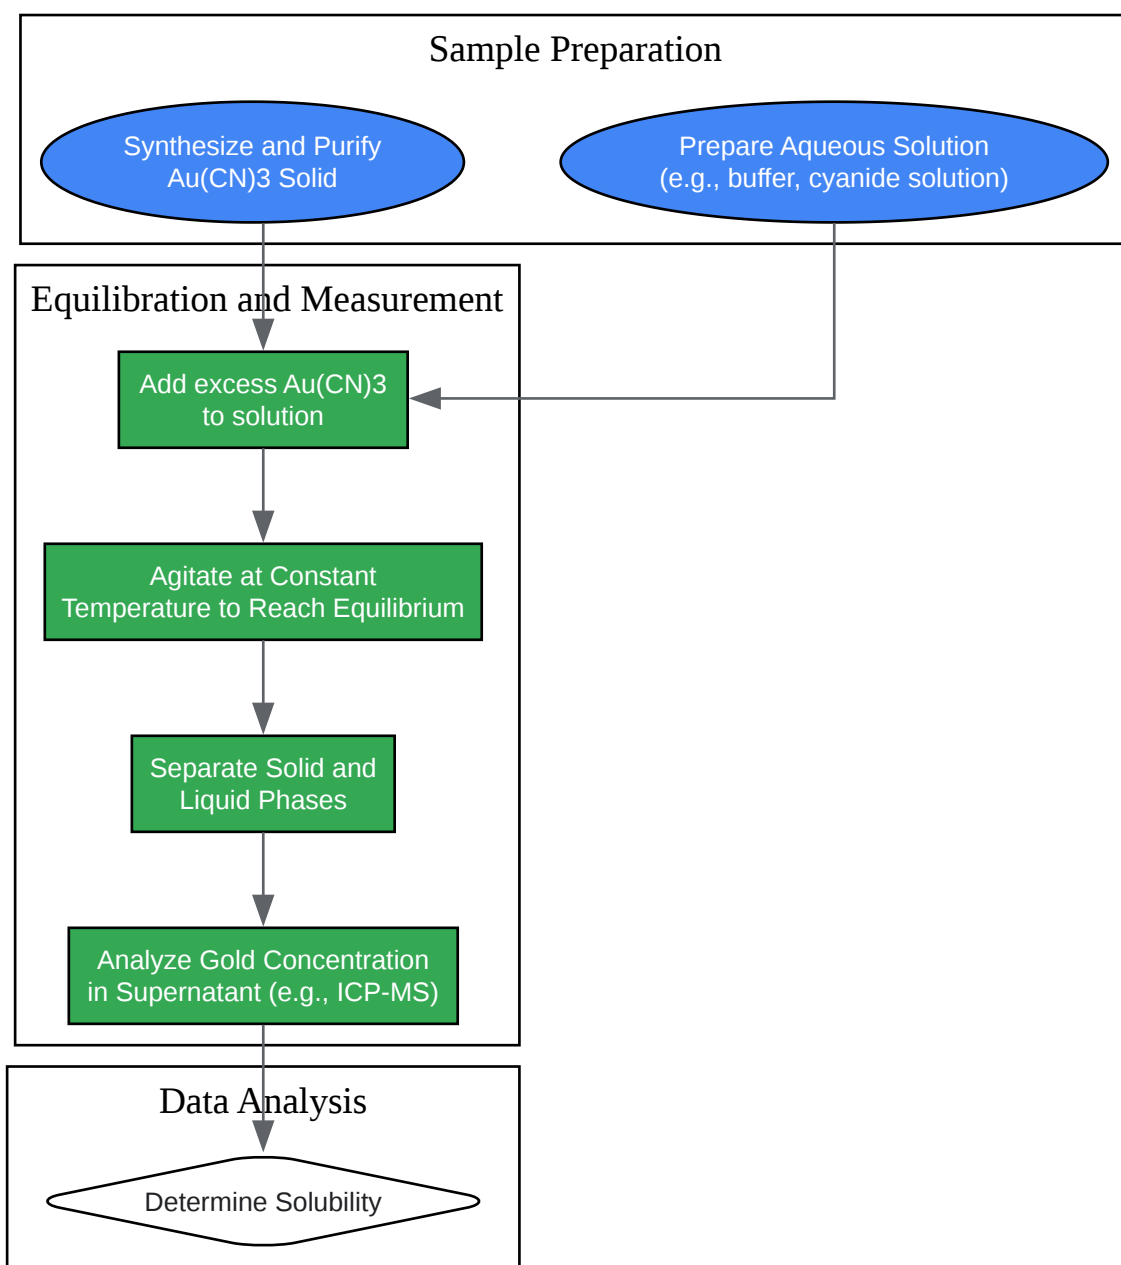 Sample Preparation
Synthesize and Purify
Au(CN)3 Solid
Prepare Aqueous Solution
(e.g., buffer, cyanide solution)
Equilibration and Measurement
Add excess Au(CN)3
to solution
Agitate at Constant
Temperature to Reach Equilibrium
Separate Solid and
Liquid Phases
Analyze Gold Concentration
in Supernatant (e.g., ICP-MS)
Data Analysis
Determine Solubility